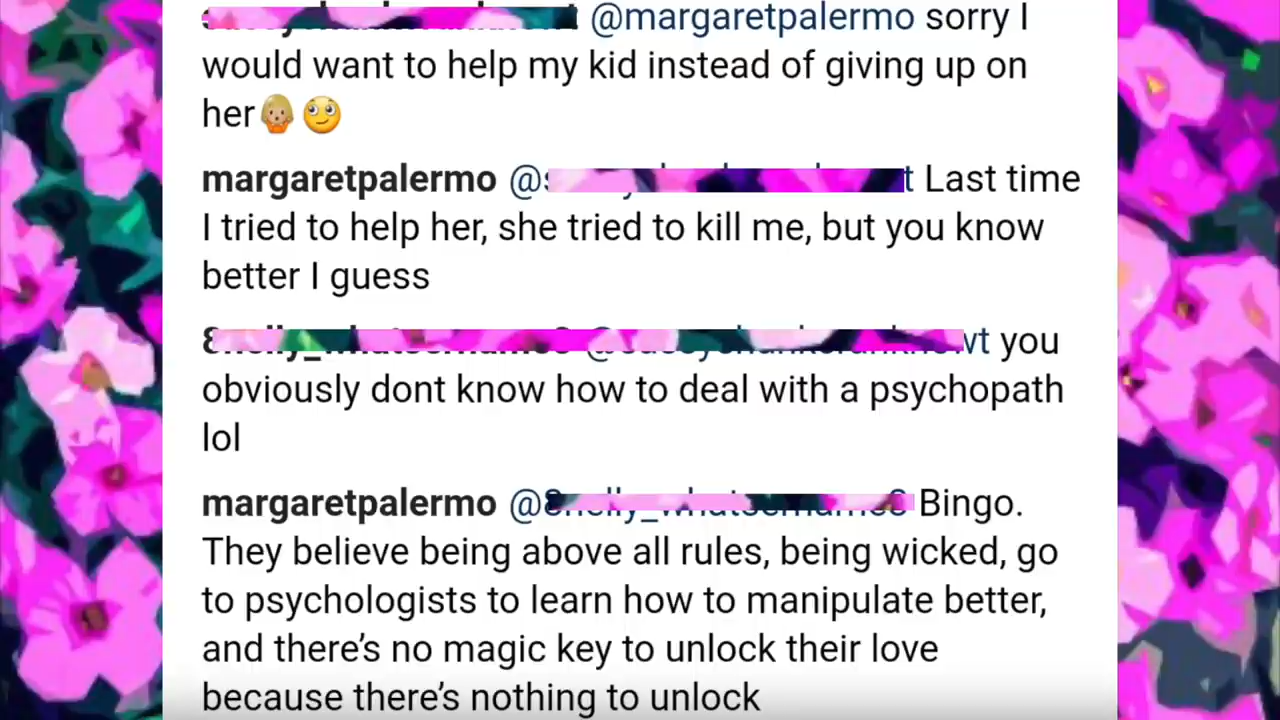 @margaretpalermo sorry I
would want to help my kid instead of giving up on
her🤷🏼‍♀️🙄
margaretpalermo Last time
I tried to help her, she tried to kill me, but you know
better I guess
you
obviously dont know how to deal with a psychopath
lol
margaretpalermo Bingo.
They believe being above all rules, being wicked, go
to psychologists to learn how to manipulate better,
and there's no magic key to unlock their love
because there's nothing to unlock